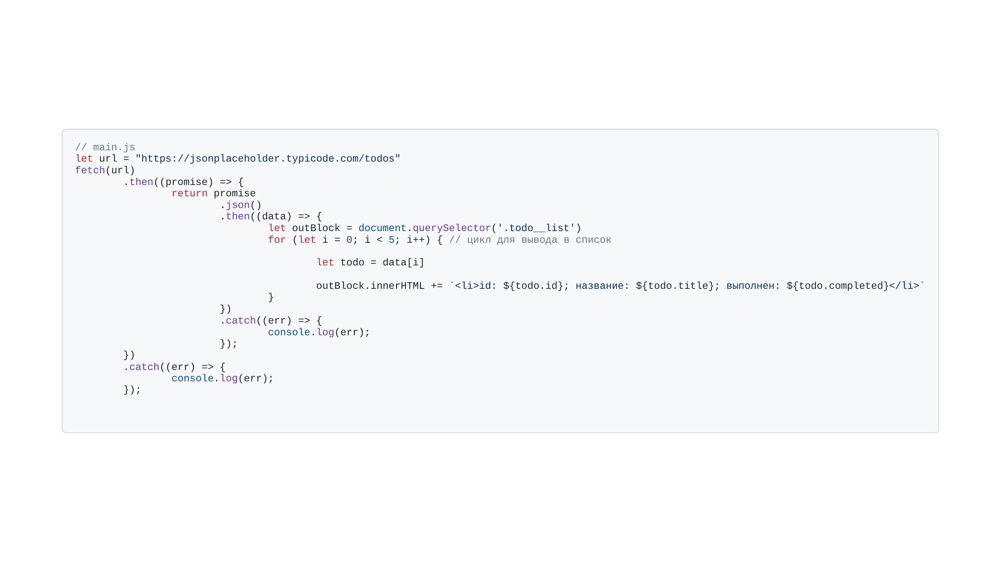 // main.js
let url = "https://jsonplaceholder.typicode.com/todos"
fetch(url)
        .then((promise) => {
                return promise
                        .json()
                        .then((data) => {
                                let outBlock = document.querySelector('.todo__list')
                                for (let i = 0; i < 5; i++) { // цикл для вывода в список

                                        let todo = data[i]

                                        outBlock.innerHTML += `<li>id: ${todo.id}; название: ${todo.title}; выполнен: ${todo.completed}</li>`
                                }
                        })
                        .catch((err) => {
                                console.log(err);
                        });
        })
        .catch((err) => {
                console.log(err);
        });